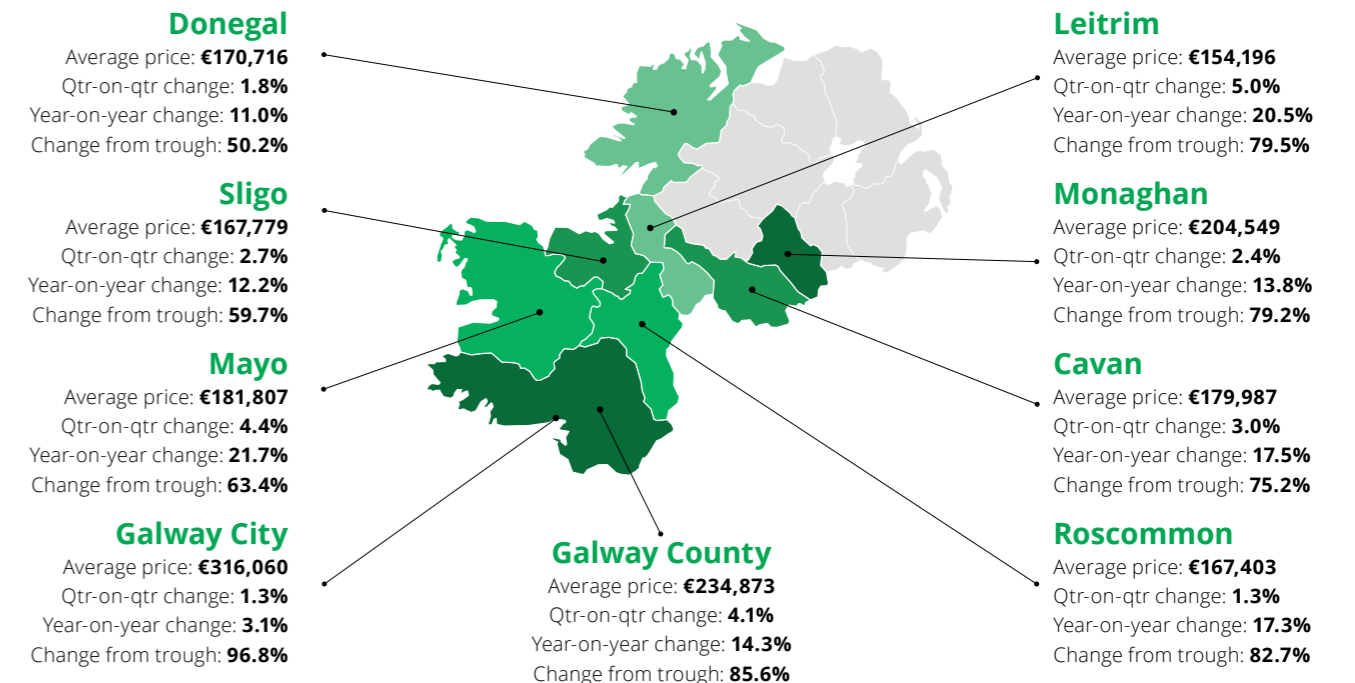 Donegal
Average price: €170,716
Qtr-on-qtr change: 1.8%
Year-on-year change: 11.0%
Change from trough: 50.2%
Sligo
Average price: €167,779
Qtr-on-qtr change: 2.7%
Year-on-year change: 12.2%
Change from trough: 59.7%
Mayo
Average price: €181,807
Qtr-on-qtr change: 4.4%
Year-on-year change: 21.7%
Change from trough: 63.4%
Galway City
Average price: €316,060
Qtr-on-qtr change: 1.3%
Year-on-year change: 3.1%
Change from trough: 96.8%
Galway County
Average price: €234,873
Qtr-on-qtr change: 4.1%
Year-on-year change: 14.3%
Change from trough: 85.6%
Leitrim
Average price: €154,196
Qtr-on-qtr change: 5.0%
Year-on-year change: 20.5%
Change from trough: 79.5%
Monaghan
Average price: €204,549
Qtr-on-qtr change: 2.4%
Year-on-year change: 13.8%
Change from trough: 79.2%
Cavan
Average price: €179,987
Qtr-on-qtr change: 3.0%
Year-on-year change: 17.5%
Change from trough: 75.2%
Roscommon
Average price: €167,403
Qtr-on-qtr change: 1.3%
Year-on-year change: 17.3%
Change from trough: 82.7%